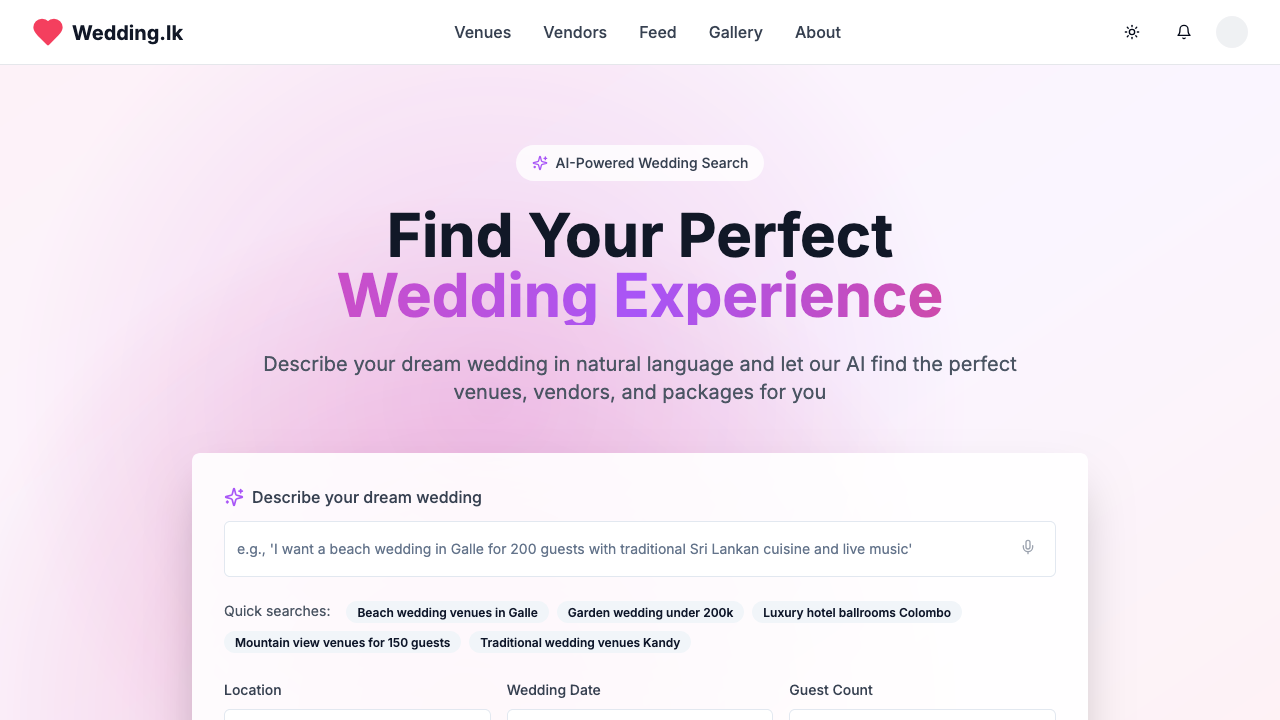 Wedding.lk
Venues
Vendors
Feed
Gallery
About
AI-Powered Wedding Search
Find Your Perfect
Wedding Experience
Describe your dream wedding in natural language and let our AI find the perfect
venues, vendors, and packages for you
Describe your dream wedding
e.g., 'I want a beach wedding in Galle for 200 guests with traditional Sri Lankan cuisine and live music'
Quick searches:
Beach wedding venues in Galle
Garden wedding under 200k
Luxury hotel ballrooms Colombo
Mountain view venues for 150 guests
Traditional wedding venues Kandy
Location
Wedding Date
Guest Count